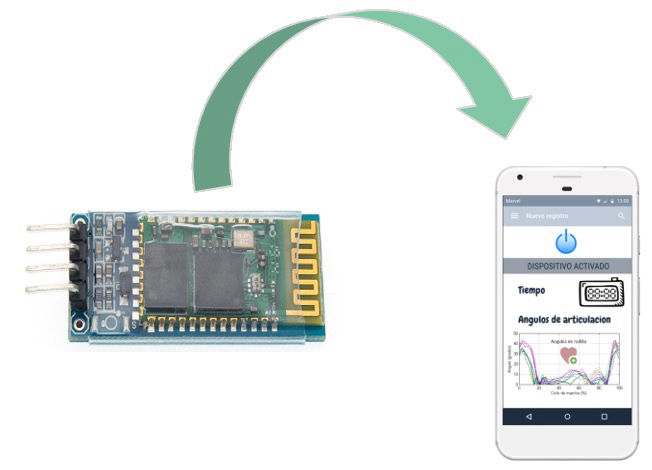 Marvel 13:00
Nuevo registro
DISPOSITIVO ACTIVADO
Tiempo
88:88
Angulos de articulacion
Angulos de rodilla
Angulo (grados)
50
40
30
20
10
0
0 20 40 60 80 100
Ciclo de marcha (%)
S